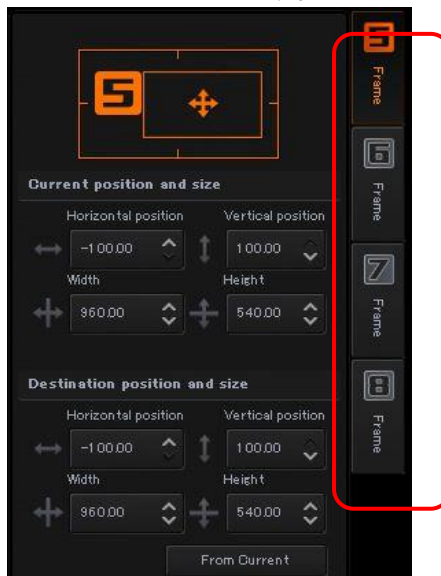 5
5
Frame
6
Frame
7
Frame
8
Frame
Current position and size
Horizontal position Vertical position
-100.00 100.00
Width Height
960.00 540.00
Destination position and size
Horizontal position Vertical position
-100.00 100.00
Width Height
960.00 540.00
From Current